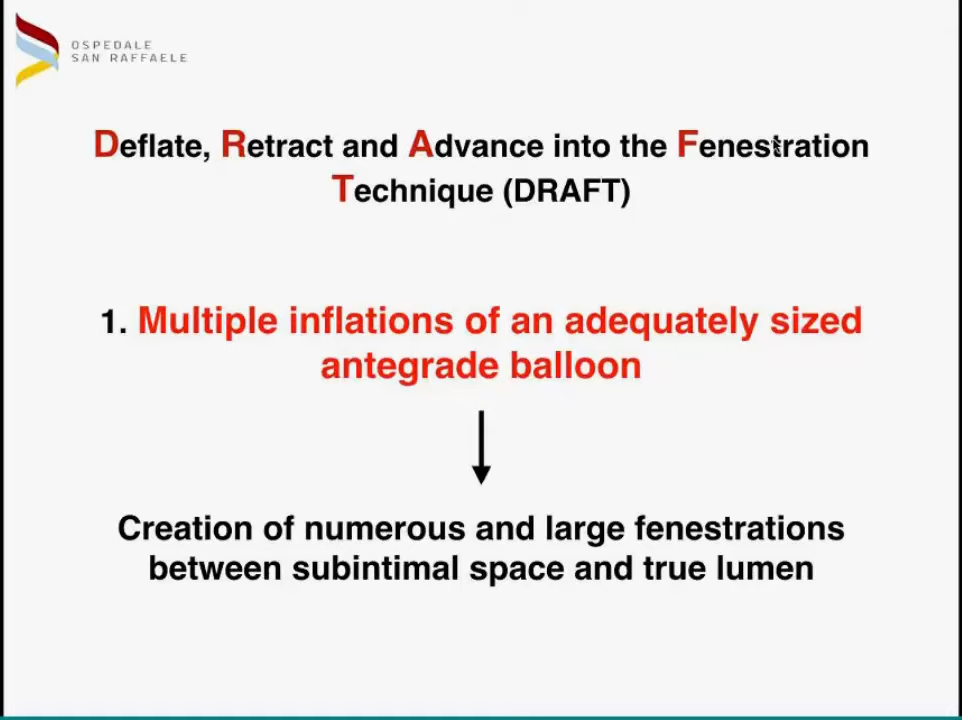 OSPEDALE
SAN RAFFAELE
Deflate, Retract and Advance into the Fenestration
Technique (DRAFT)
1. Multiple inflations of an adequately sized
antegrade balloon
Creation of numerous and large fenestrations
between subintimal space and true lumen